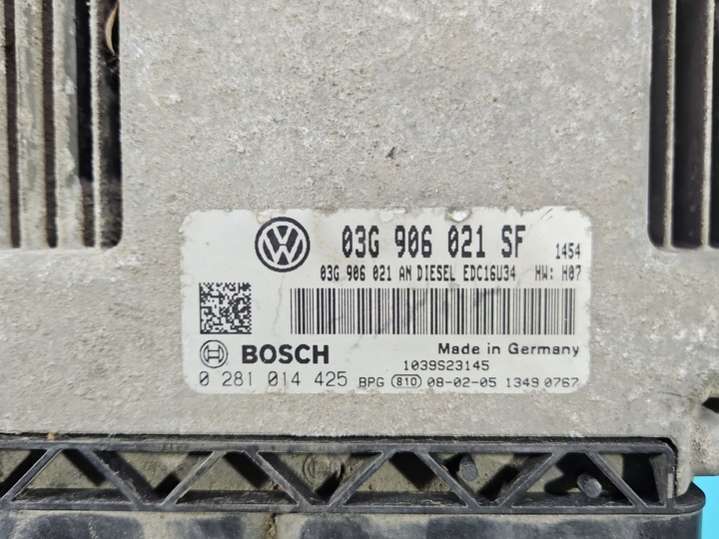 03G 906 021 SF 1454
03G 906 021 AN DIESEL EDC16U34 HW: H07
BOSCH Made in Germany
1039S23145
0 281 014 425 BPG 810 08-02-05 1349 0767